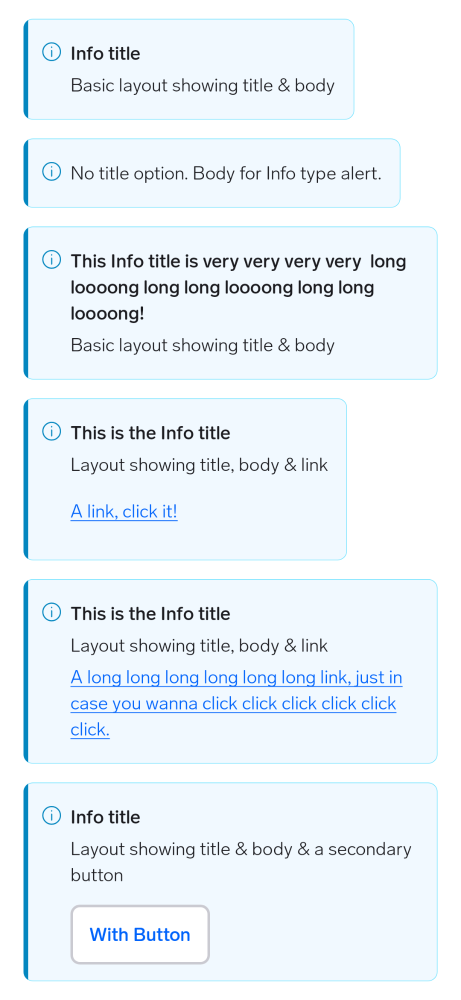 Info title
Basic layout showing title & body
No title option. Body for Info type alert.
This Info title is very very very very  long
loooong long long loooong long long
loooong!
Basic layout showing title & body
This is the Info title
Layout showing title, body & link
A link, click it!
This is the Info title
Layout showing title, body & link
A long long long long long long link, just in
case you wanna click click click click click
click.
Info title
Layout showing title & body & a secondary
button
With Button